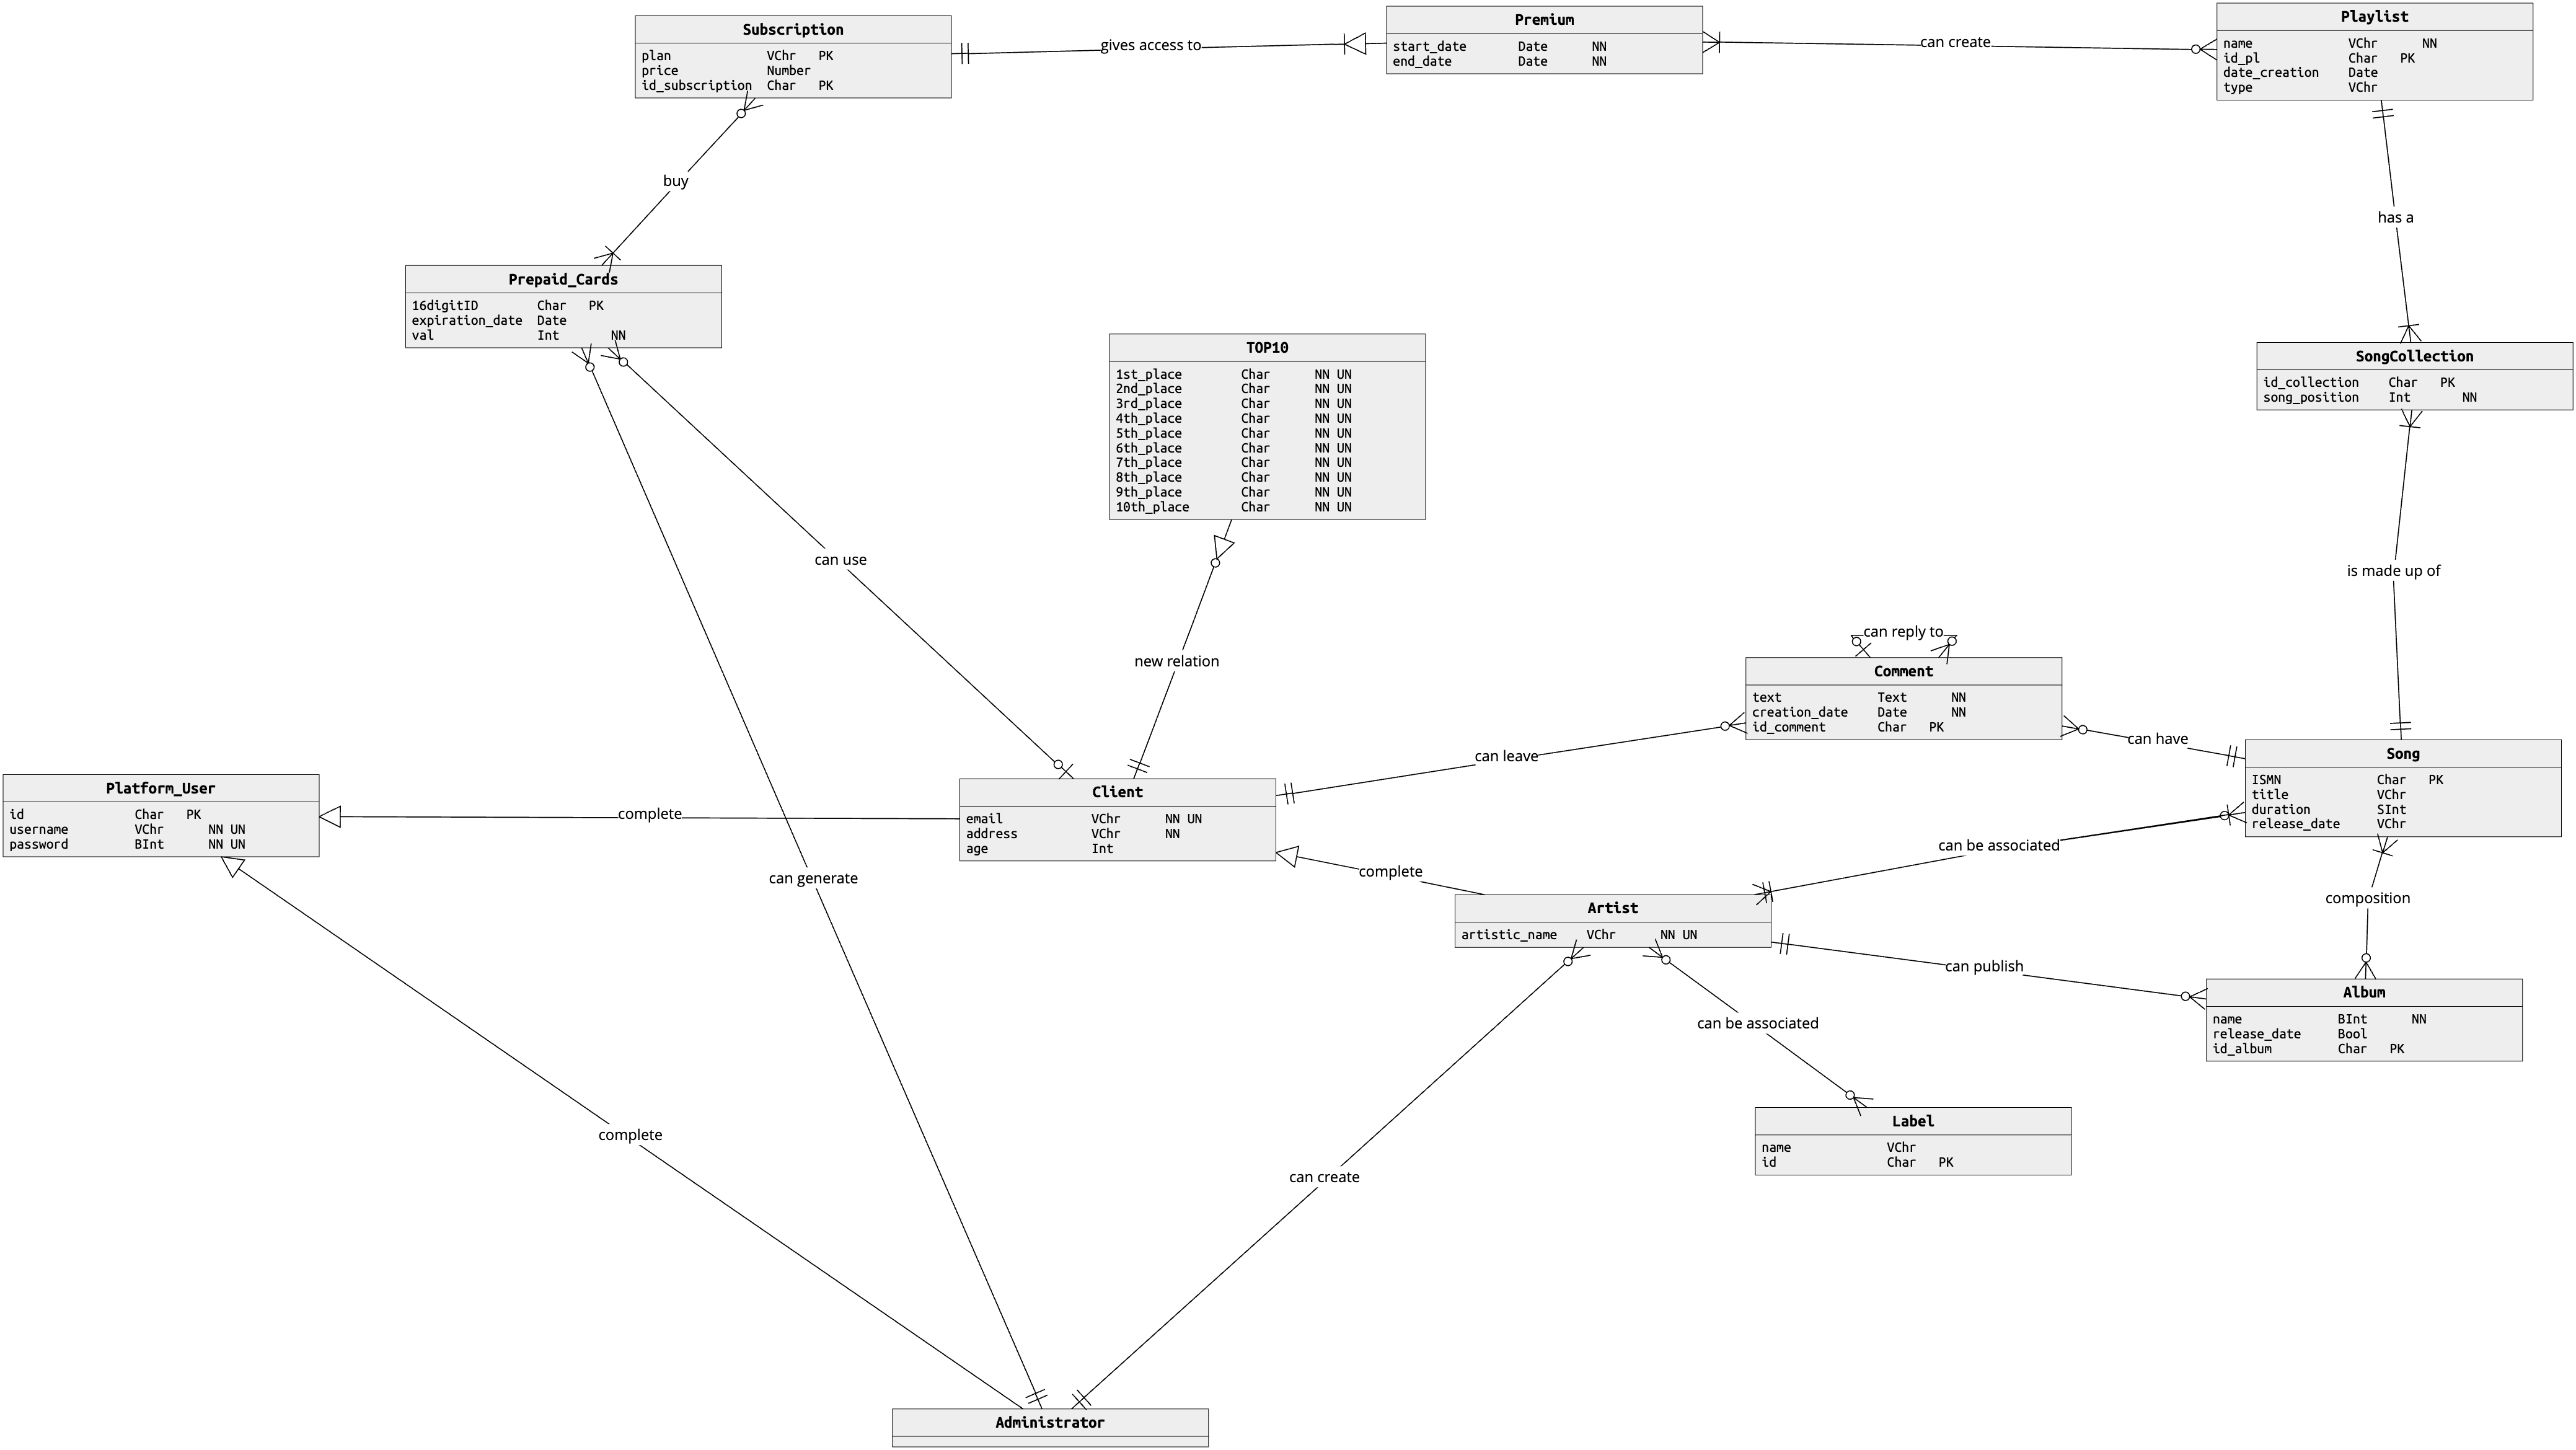 Subscription
plan VChr PK
price Number
id_subscription Char PK
gives access to
Premium
start_date Date NN
end_date Date NN
can create
Playlist
name VChr NN
id_pl Char PK
date_creation Date
type VChr
buy
has a
Prepaid_Cards
16digitID Char PK
expiration_date Date
val Int NN
TOP10
1st_place Char NN UN
2nd_place Char NN UN
3rd_place Char NN UN
4th_place Char NN UN
5th_place Char NN UN
6th_place Char NN UN
7th_place Char NN UN
8th_place Char NN UN
9th_place Char NN UN
10th_place Char NN UN
SongCollection
id_collection Char PK
song_position Int NN
can use
is made up of
new relation
can reply to
Comment
text Text NN
creation_date Date NN
id_comment Char PK
can leave
can have
Song
ISMN Char PK
title VChr
duration SInt
release_date VChr
Platform_User
id Char PK
username VChr NN UN
password BInt NN UN
complete
Client
email VChr NN UN
address VChr NN
age Int
can generate
complete
can be associated
Artist
artistic_name VChr NN UN
composition
can publish
Album
name BInt NN
release_date Bool
id_album Char PK
can be associated
Label
name VChr
id Char PK
complete
can create
Administrator